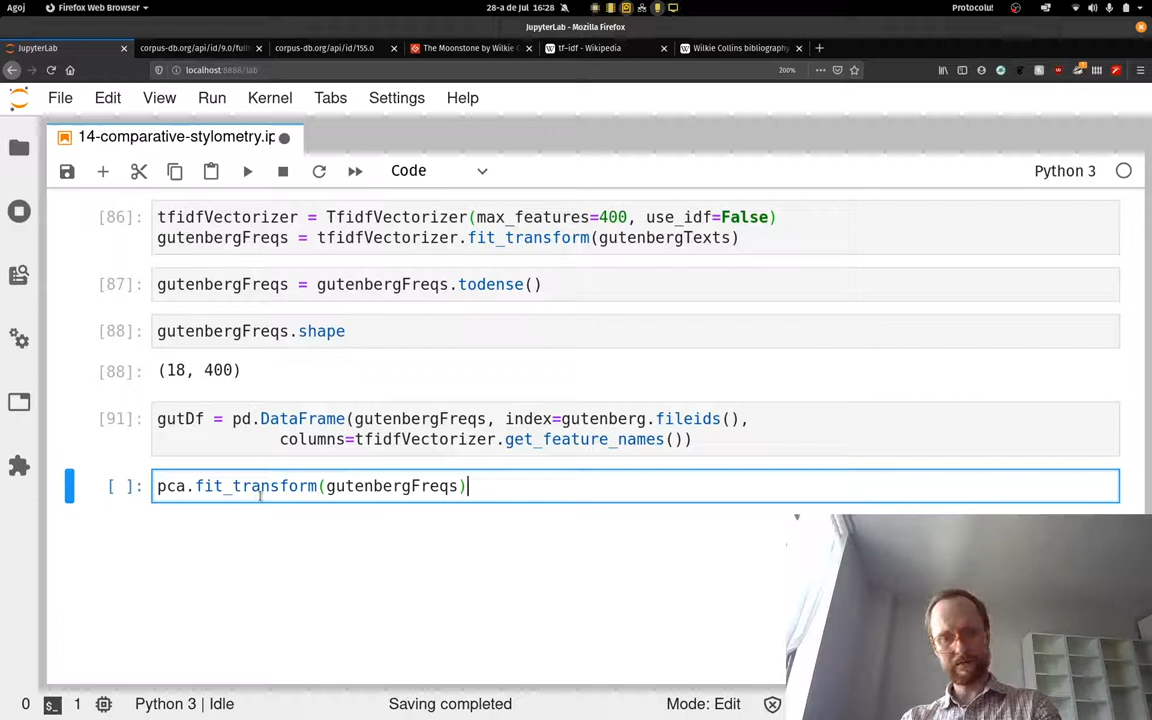 Agoj
Firefox Web Browser
28-a de Jul 16:28
Protocolu!
JupyterLab - Mozilla Firefox
JupyterLab
corpus-db.org/api/id/9.0/full
corpus-db.org/api/id/155.0
The Moonstone by Wilkie C
tf-idf - Wikipedia
Wilkie Collins bibliography
localhost:8888/lab
200%
File Edit View Run Kernel Tabs Settings Help
14-comparative-stylometry.ip
Code
Python 3
[86]:
tfidfVectorizer = TfidfVectorizer(max_features=400, use_idf=False)
gutenbergFreqs = tfidfVectorizer.fit_transform(gutenbergTexts)
[87]:
gutenbergFreqs = gutenbergFreqs.todense()
[88]:
gutenbergFreqs.shape
[88]:
(18, 400)
[91]:
gutDf = pd.DataFrame(gutenbergFreqs, index=gutenberg.fileids(),
columns=tfidfVectorizer.get_feature_names())
[ ]:
pca.fit_transform(gutenbergFreqs)
0
$_
1
Python 3 | Idle
Saving completed
Mode: Edit